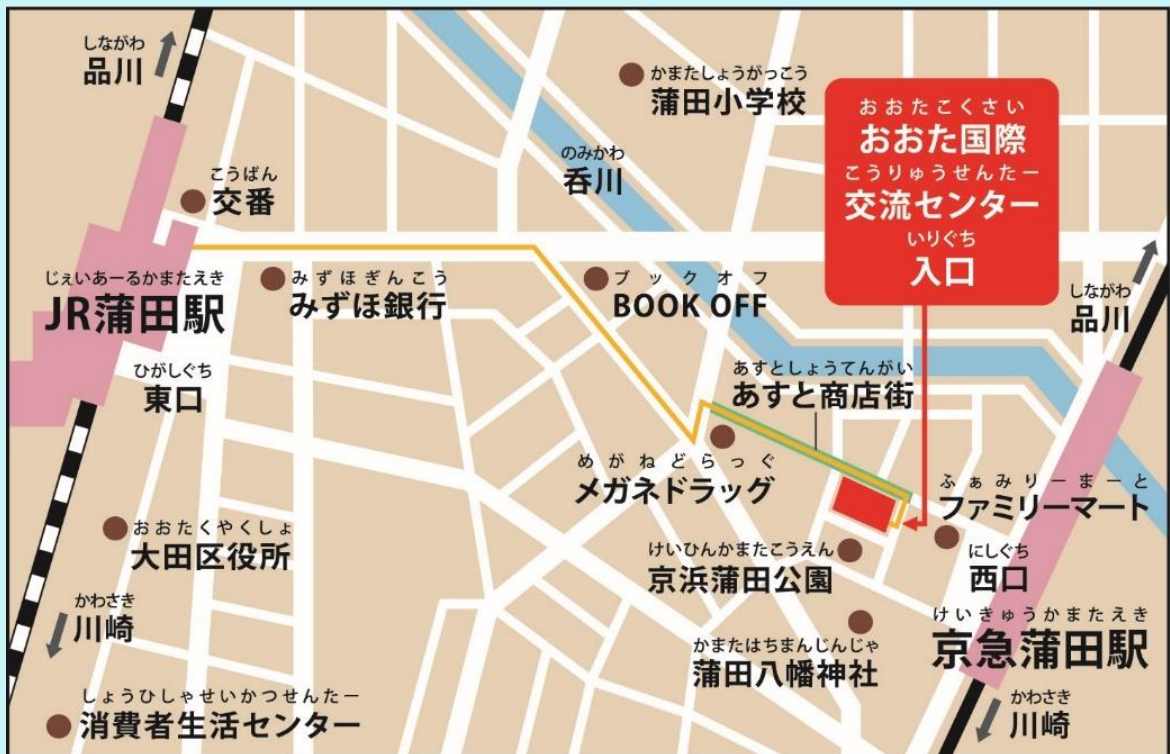 しながわ
品川
かまたしょうがっこう
蒲田小学校
おおたこくさい
おおた国際
こうりゅうせんたー
交流センター
いりぐち
入口
のみかわ
呑川
こうばん
交番
じぇいあーるかまたえき
JR蒲田駅
みずほぎんこう
みずほ銀行
ブックオフ
BOOK OFF
しながわ
品川
ひがしぐち
東口
あすとしょうてんがい
あすと商店街
めがねどらっぐ
メガネドラッグ
ふぁみりーまーと
ファミリーマート
おおたくやくしょ
大田区役所
けいひんかまたこうえん
京浜蒲田公園
にしぐち
西口
かわさき
川崎
かまたはちまんじんじゃ
蒲田八幡神社
けいきゅうかまたえき
京急蒲田駅
しょうひしゃせいかつせんたー
消費者生活センター
かわさき
川崎